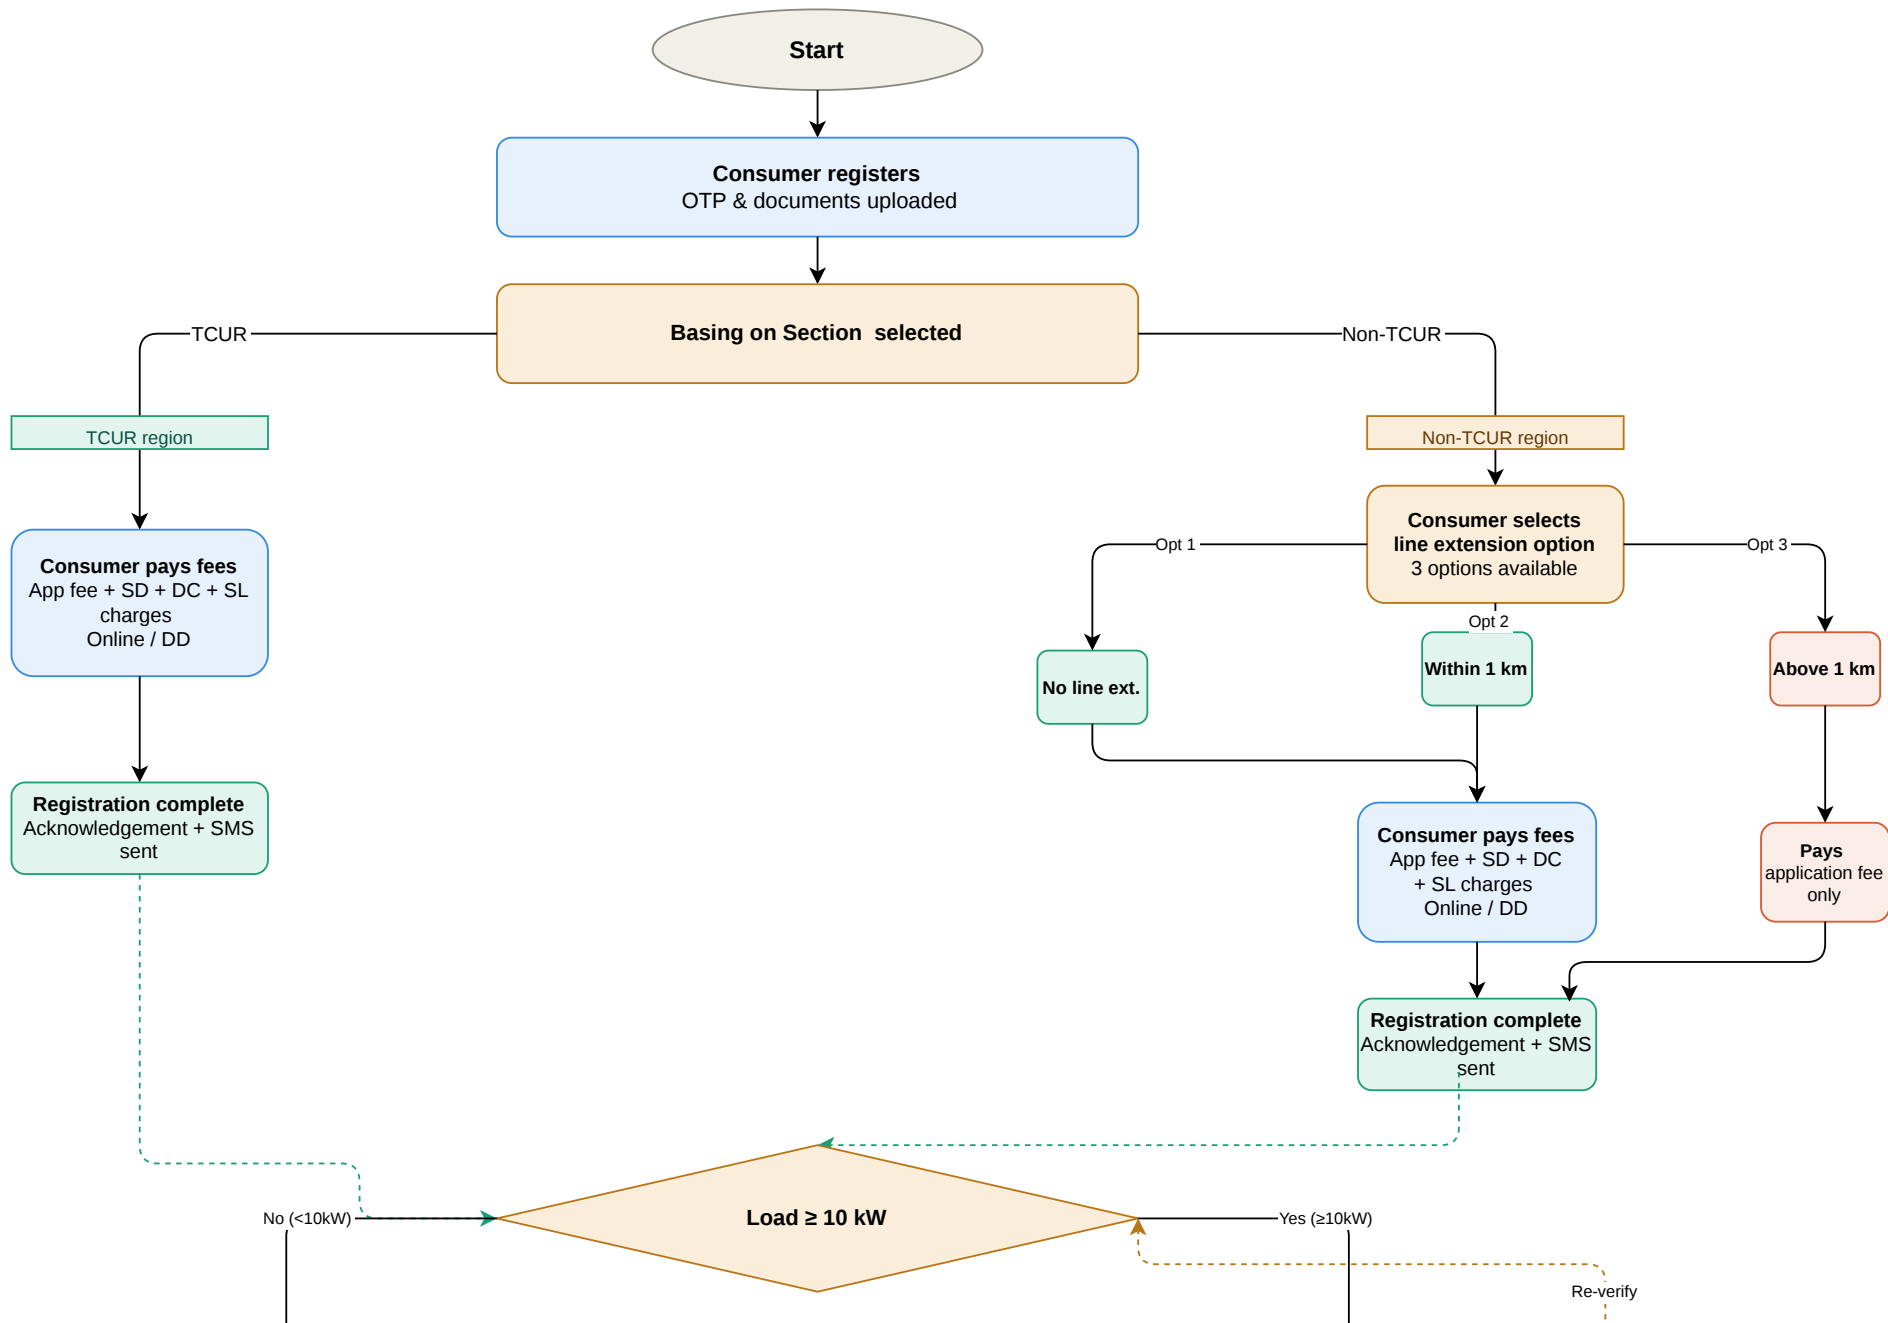 Start
Consumer registers
OTP & documents uploaded
Basing on Section  selected
TCUR
Non-TCUR
TCUR region
Non-TCUR region
Consumer selects
line extension option
3 options available
Opt 1
Opt 3
Opt 2
Consumer pays fees
App fee + SD + DC + SL
charges
Online / DD
No line ext.
Within 1 km
Above 1 km
Registration complete
Acknowledgement + SMS
sent
Consumer pays fees
App fee + SD + DC
+ SL charges
Online / DD
Pays
application fee
only
Registration complete
Acknowledgement + SMS
sent
No (<10kW)
Load ≥ 10 kW
Yes (≥10kW)
Re-verify